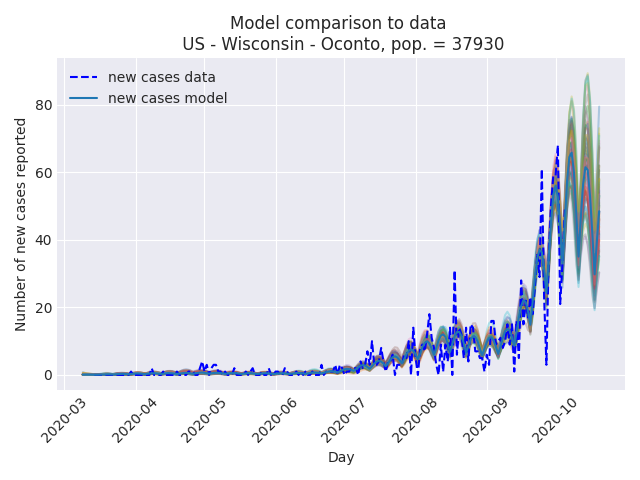 Model comparison to data
US - Wisconsin - Oconto, pop. = 37930
new cases data
new cases model
Number of new cases reported
80
60
40
20
0
2020-03
2020-04
2020-05
2020-06
2020-07
2020-08
2020-09
2020-10
Day